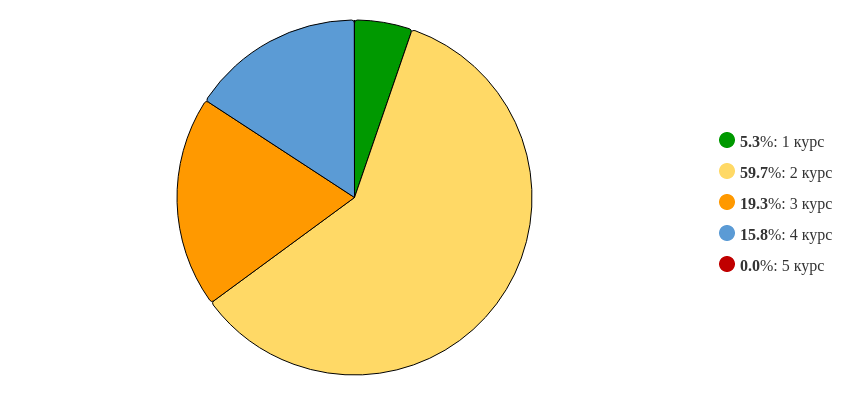 5.3%: 1 курс
59.7%: 2 курс
19.3%: 3 курс
15.8%: 4 курс
0.0%: 5 курс